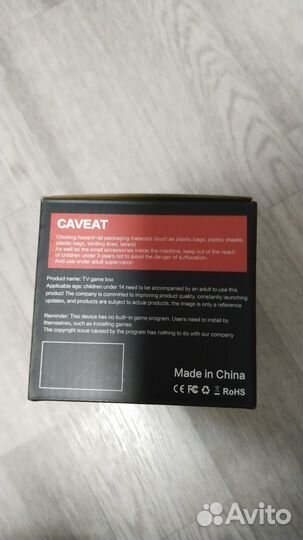 CAVEAT
Choking hazard-all packaging materials (such as plastic bags, plastic sheets,
plastic bags, binding lines, labels)
As well as the small accessories inside the machine, keep out of the reach
of children under 3 years old to avoid the danger of suffocation.
And use under adult supervision
Product name: TV game box
Applicable age: children under 14 need to be accompanied by an adult to use this
product The company is committed to improving product quality, constantly launching
updates, and products are subject to actual products, the image is only a reference
Reminder: This device has no built-in game program. Users need to install by
themselves, such as installing games
The copyright issue caused by the program has nothing to do with our company
Made in China
CE FC RoHS
Avito